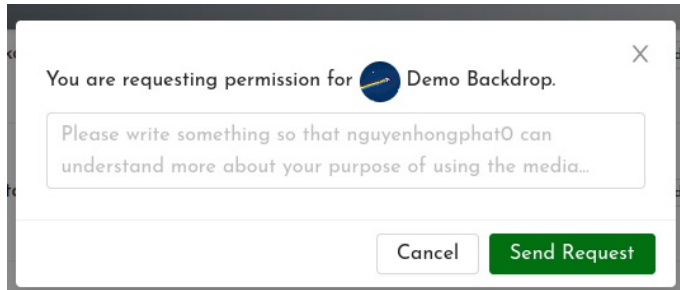 You are requesting permission for Demo Backdrop.
Please write something so that nguyenhongphat0 can
understand more about your purpose of using the media...
Cancel Send Request